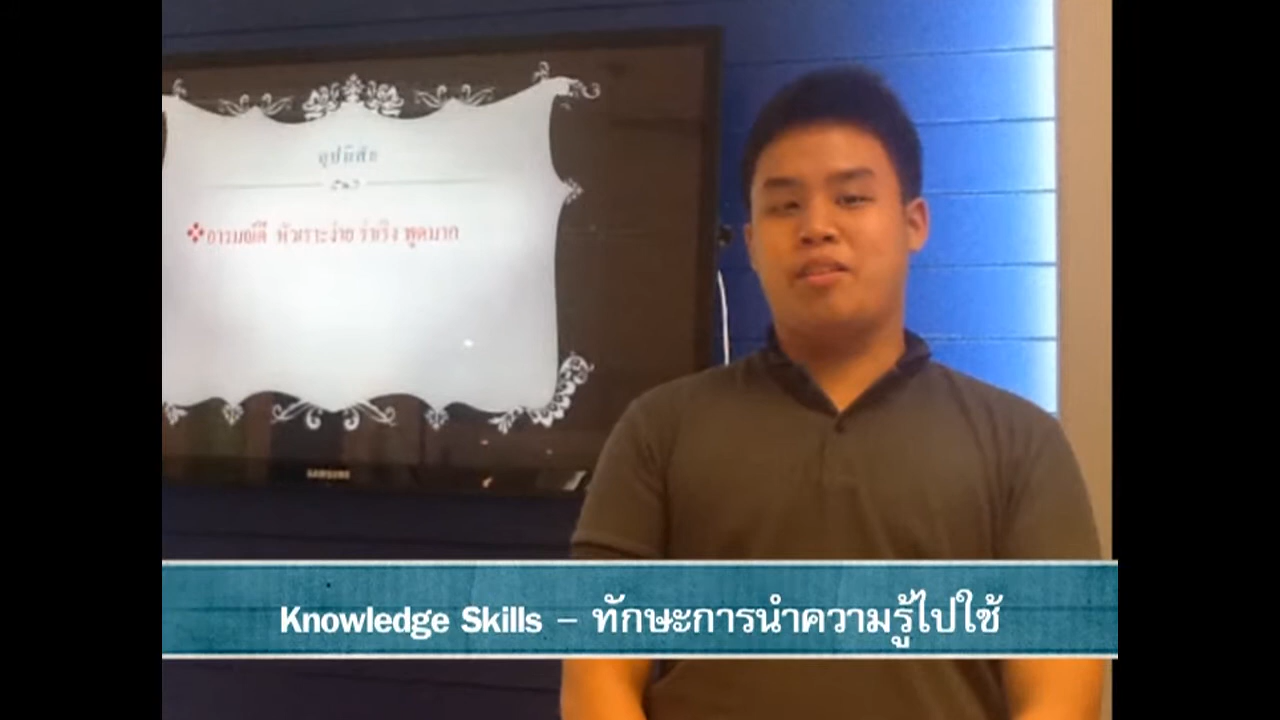 อุปนิสัย
❖อารมณ์ดี หัวเราะง่าย ร่าเริง พูดมาก
SAMSUNG
Knowledge Skills – ทักษะการนำความรู้ไปใช้